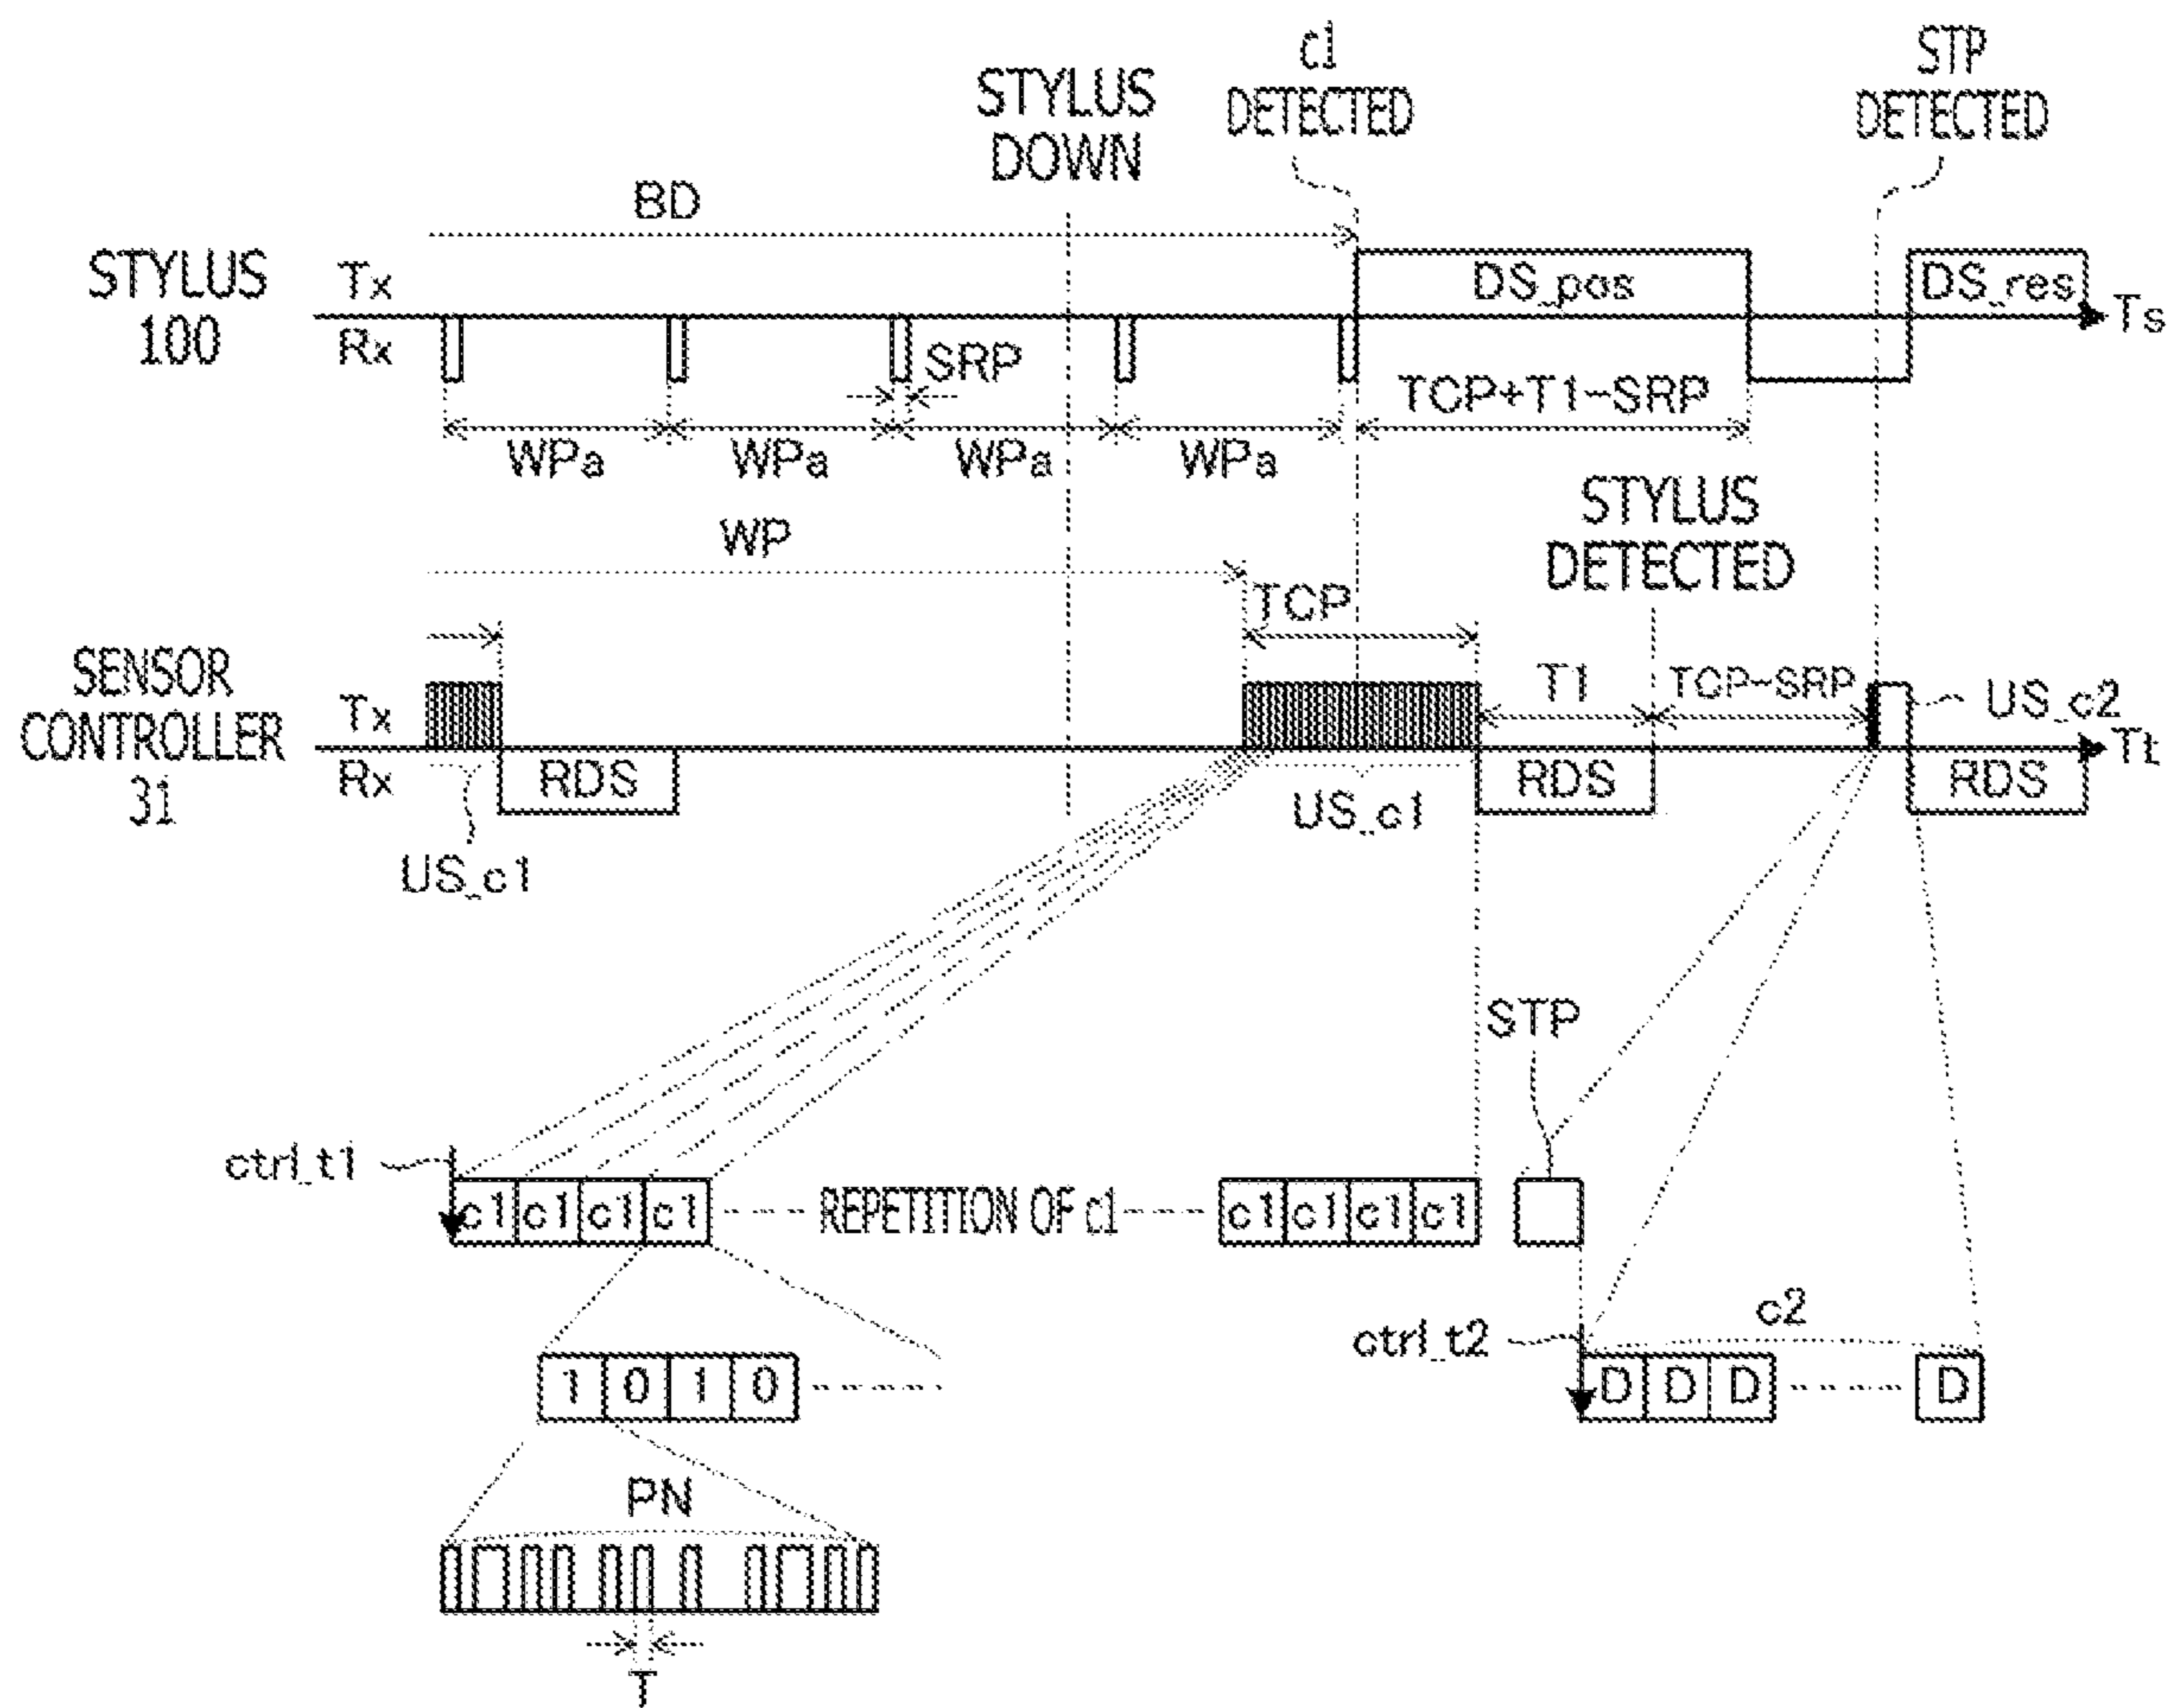 c1
DETECTED
STP
DETECTED
STYLUS
DOWN
BD
STYLUS
100
Tx
Rx
DS_pos
DS_res
Ts
SRP
TCP+T1-SRP
WPa
WPa
WPa
WPa
STYLUS
DETECTED
WP
TCP
SENSOR
CONTROLLER
31
Tx
Rx
T1
TCP-SRP
US_c2
Tt
RDS
RDS
RDS
US_c1
US_c1
STP
ctrl_t1
c1 c1 c1 c1
REPETITION OF c1
c1 c1 c1 c1
ctrl_t2
c2
1 0 1 0
D D D D
PN
T